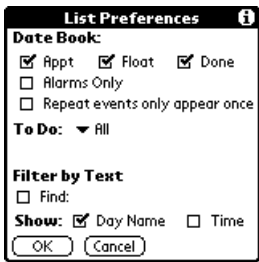 List Preferences i
Date Book:
Appt Float Done
Alarms Only
Repeat events only appear once
To Do: All
Filter by Text
Find:
Show: Day Name Time
OK Cancel